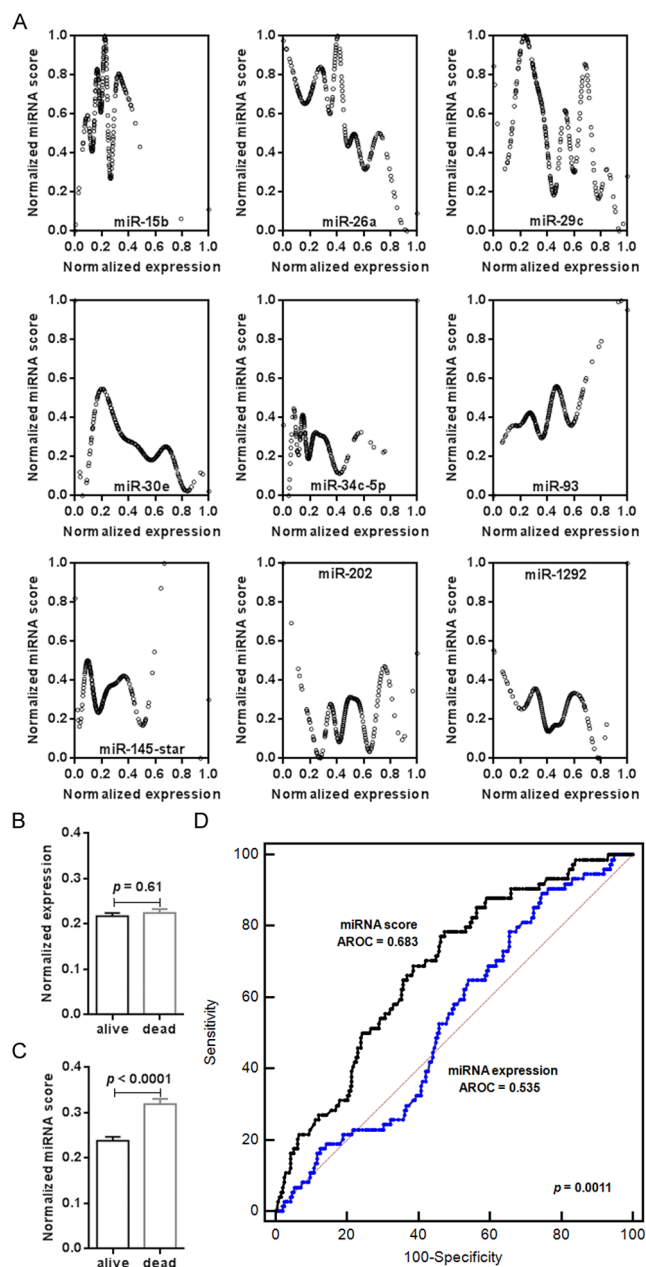 A
Normalized miRNA score
1.0
0.8
0.6
0.4
0.2
0.0
miR-15b
0.0 0.2 0.4 0.6 0.8 1.0
Normalized expression
Normalized miRNA score
1.0
0.8
0.6
0.4
0.2
0.0
miR-26a
0.0 0.2 0.4 0.6 0.8 1.0
Normalized expression
Normalized miRNA score
1.0
0.8
0.6
0.4
0.2
0.0
miR-29c
0.0 0.2 0.4 0.6 0.8 1.0
Normalized expression
Normalized miRNA score
1.0
0.8
0.6
0.4
0.2
0.0
miR-30e
0.0 0.2 0.4 0.6 0.8 1.0
Normalized expression
Normalized miRNA score
1.0
0.8
0.6
0.4
0.2
0.0
miR-34c-5p
0.0 0.2 0.4 0.6 0.8 1.0
Normalized expression
Normalized miRNA score
1.0
0.8
0.6
0.4
0.2
0.0
miR-93
0.0 0.2 0.4 0.6 0.8 1.0
Normalized expression
Normalized miRNA score
1.0
0.8
0.6
0.4
0.2
0.0
miR-145-star
0.0 0.2 0.4 0.6 0.8 1.0
Normalized expression
Normalized miRNA score
1.0
0.8
0.6
0.4
0.2
0.0
miR-202
0.0 0.2 0.4 0.6 0.8 1.0
Normalized expression
Normalized miRNA score
1.0
0.8
0.6
0.4
0.2
0.0
miR-1292
0.0 0.2 0.4 0.6 0.8 1.0
Normalized expression
B
Normalized expression
0.4
0.3
0.2
0.1
0.0
p = 0.61
alive dead
C
Normalized miRNA score
0.4
0.3
0.2
0.1
0.0
p < 0.0001
alive dead
D
Sensitivity
100
80
60
40
20
0
miRNA score
AROC = 0.683
miRNA expression
AROC = 0.535
p = 0.0011
0 20 40 60 80 100
100-Specificity